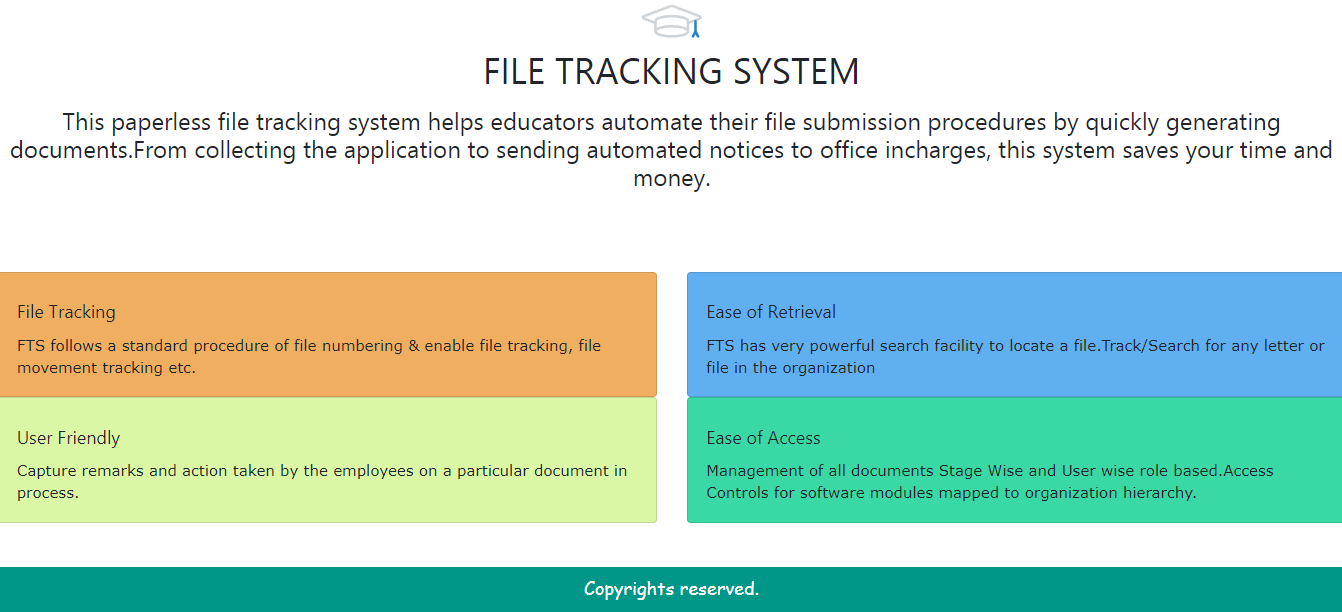 FILE TRACKING SYSTEM
This paperless file tracking system helps educators automate their file submission procedures by quickly generating
documents.From collecting the application to sending automated notices to office incharges, this system saves your time and
money.
File Tracking
FTS follows a standard procedure of file numbering & enable file tracking, file
movement tracking etc.
Ease of Retrieval
FTS has very powerful search facility to locate a file.Track/Search for any letter or
file in the organization
User Friendly
Capture remarks and action taken by the employees on a particular document in
process.
Ease of Access
Management of all documents Stage Wise and User wise role based.Access
Controls for software modules mapped to organization hierarchy.
Copyrights reserved.